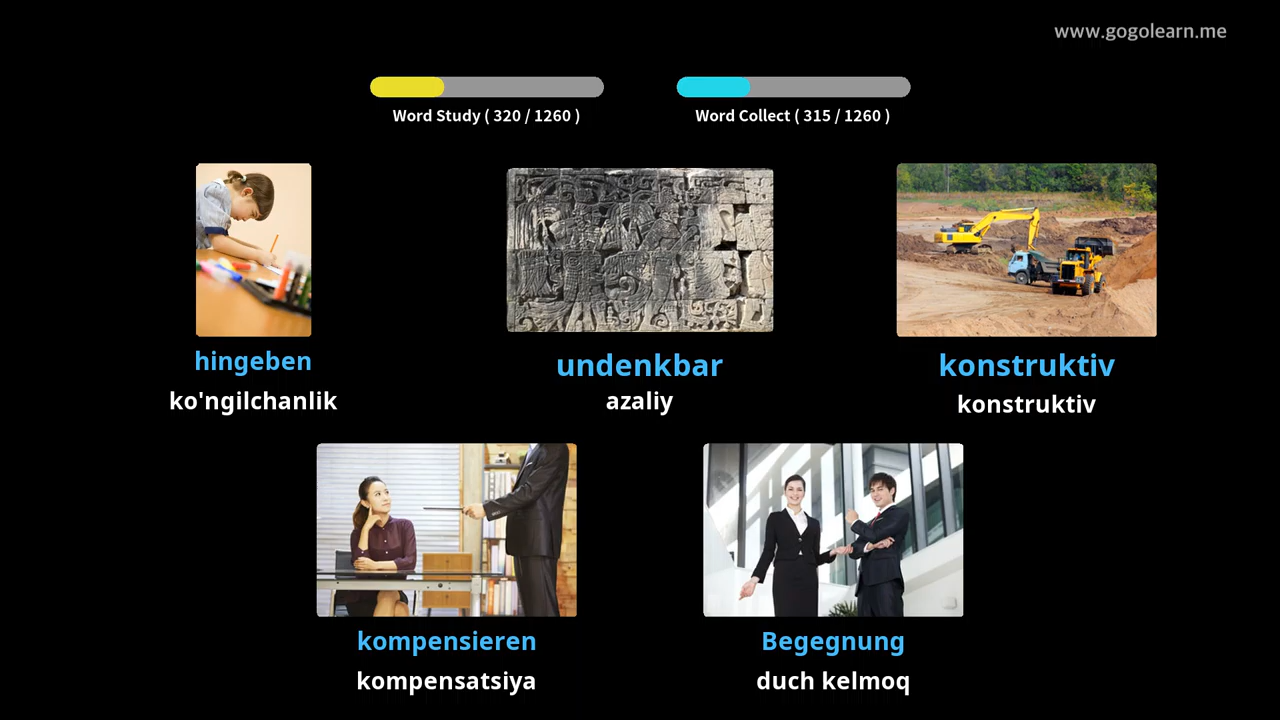 www.gogolearn.me
Word Study ( 320 / 1260 )
Word Collect ( 315 / 1260 )
hingeben
ko'ngilchanlik
undenkbar
azaliy
konstruktiv
konstruktiv
kompensieren
kompensatsiya
Begegnung
duch kelmoq